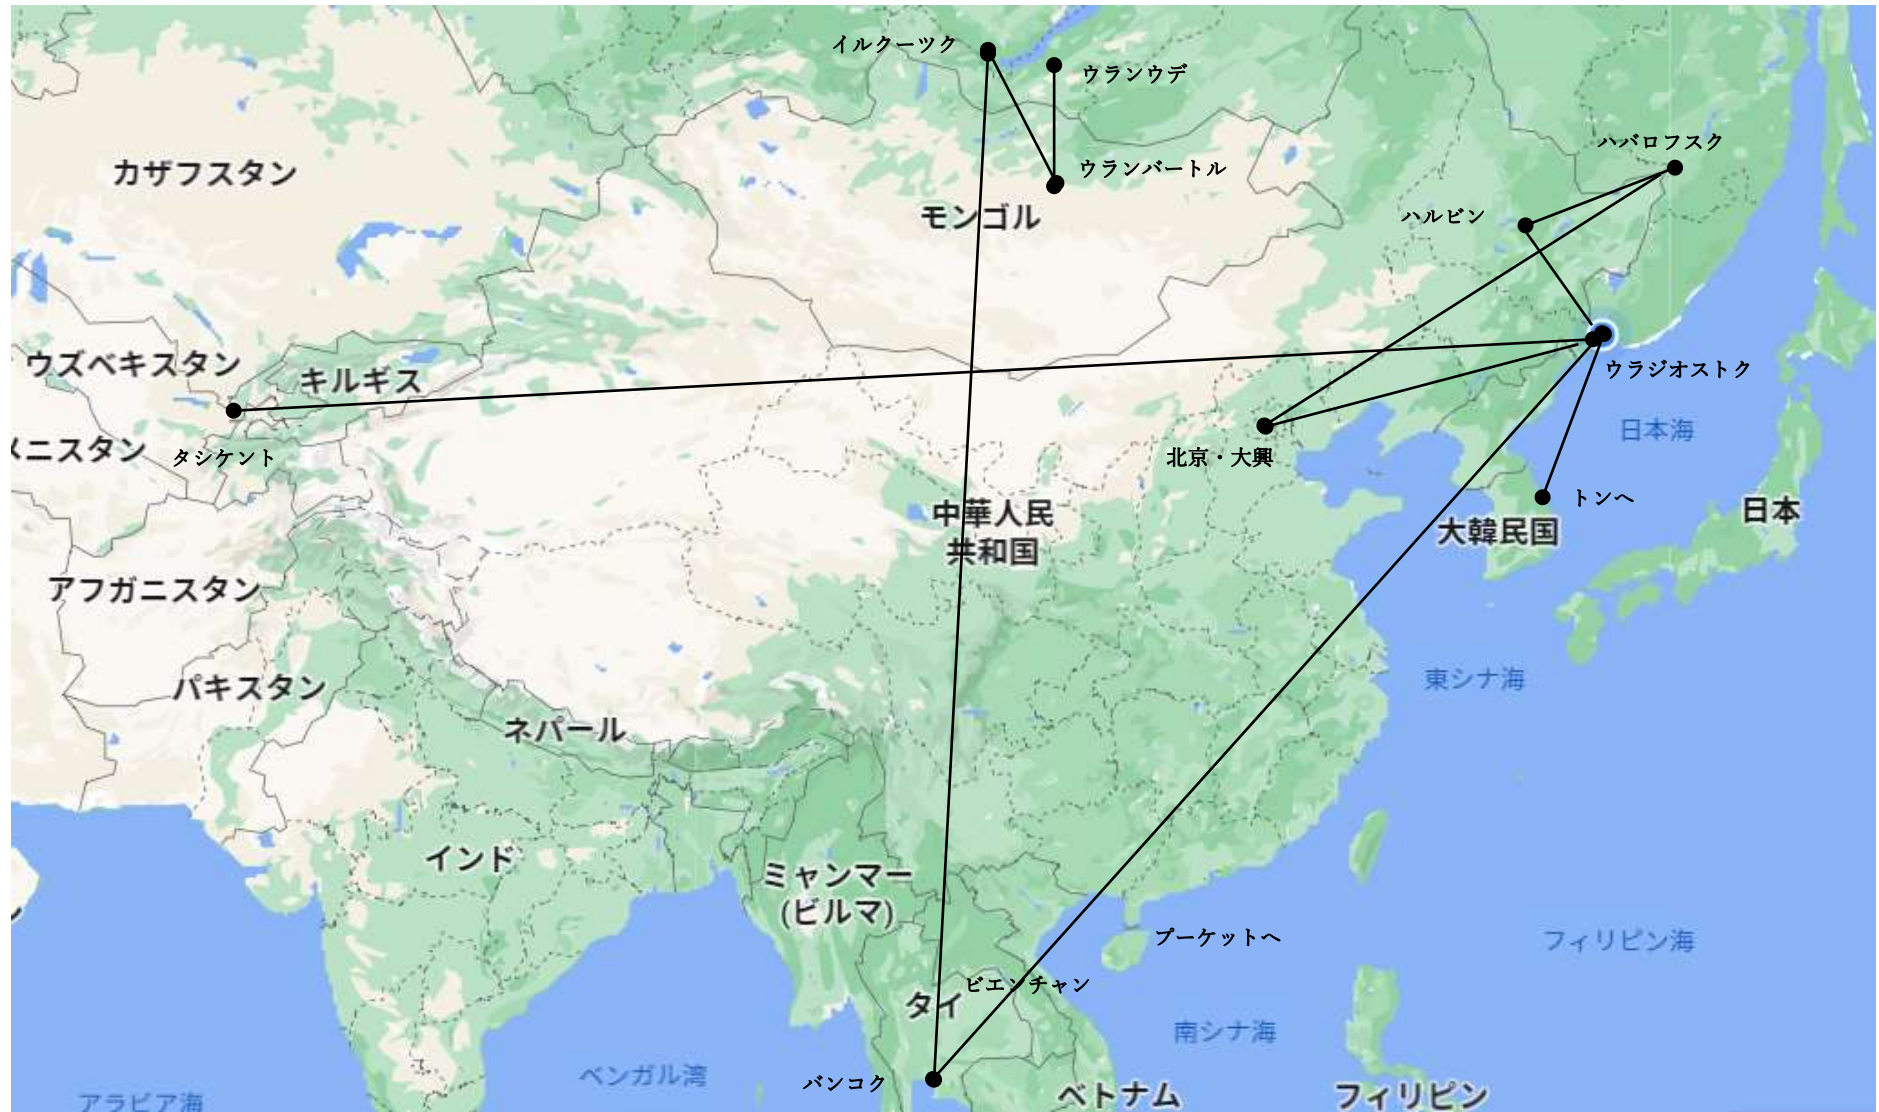 イルクーツク
ウランウデ
ハバロフスク
カザフスタン
ウランバートル
モンゴル
ハルビン
ウズベキスタン
キルギス
ウラジオストク
日本海
メニスタン
タシケント
北京・大興
トンヘ
中華人民
共和国
大韓民国
日本
アフガニスタン
パキスタン
東シナ海
ネパール
インド
ミャンマー
(ビルマ)
プーケットへ
フィリピン海
ビエンチャン
タイ
南シナ海
ベンガル湾
バンコク
ベトナム
フィリピン
アラビア海